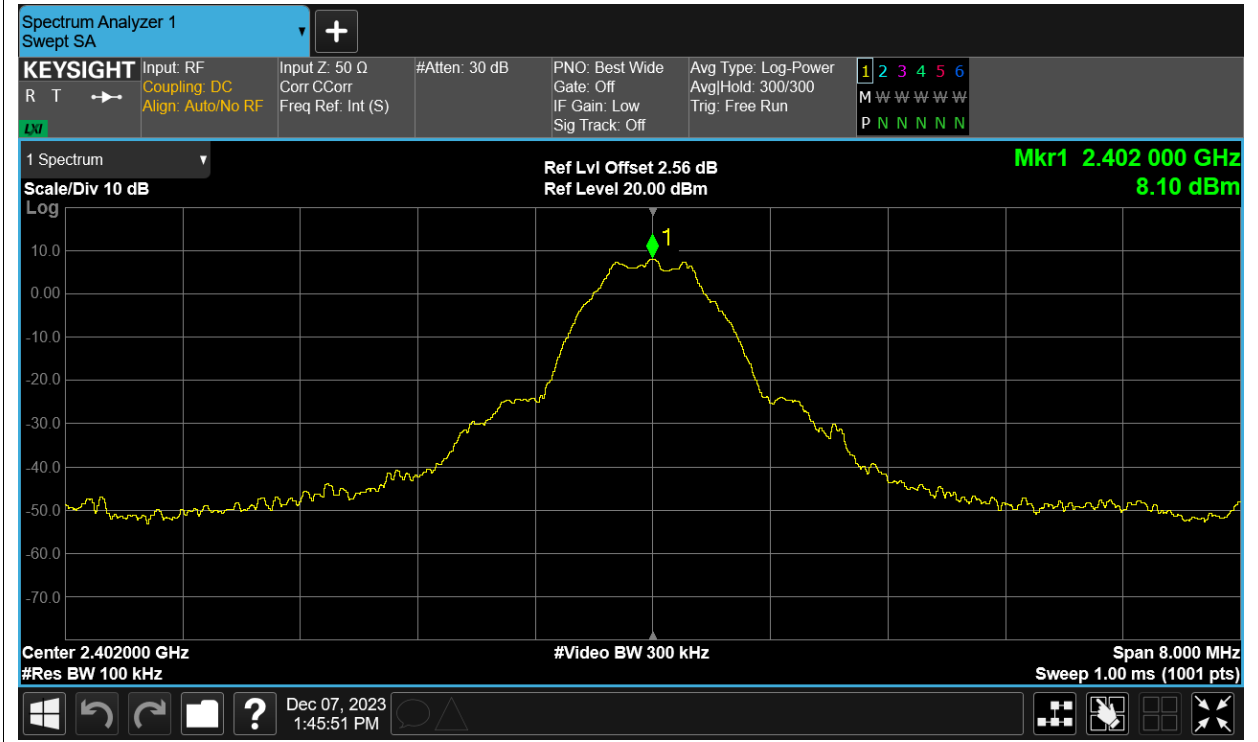 Spectrum Analyzer 1
Swept SA
+
KEYSIGHT
R T
LXI
Input: RF
Coupling: DC
Align: Auto/No RF
Input Z: 50 Ω
Corr CCorr
Freq Ref: Int (S)
#Atten: 30 dB
PNO: Best Wide
Gate: Off
IF Gain: Low
Sig Track: Off
Avg Type: Log-Power
Avg|Hold: 300/300
Trig: Free Run
1 2 3 4 5 6
M W W W W W
P N N N N N
1 Spectrum
Scale/Div 10 dB
Log
Ref Lvl Offset 2.56 dB
Ref Level 20.00 dBm
Mkr1 2.402 000 GHz
8.10 dBm
1
10.0
0.00
-10.0
-20.0
-30.0
-40.0
-50.0
-60.0
-70.0
Center 2.402000 GHz
#Res BW 100 kHz
#Video BW 300 kHz
Span 8.000 MHz
Sweep 1.00 ms (1001 pts)
?
Dec 07, 2023
1:45:51 PM